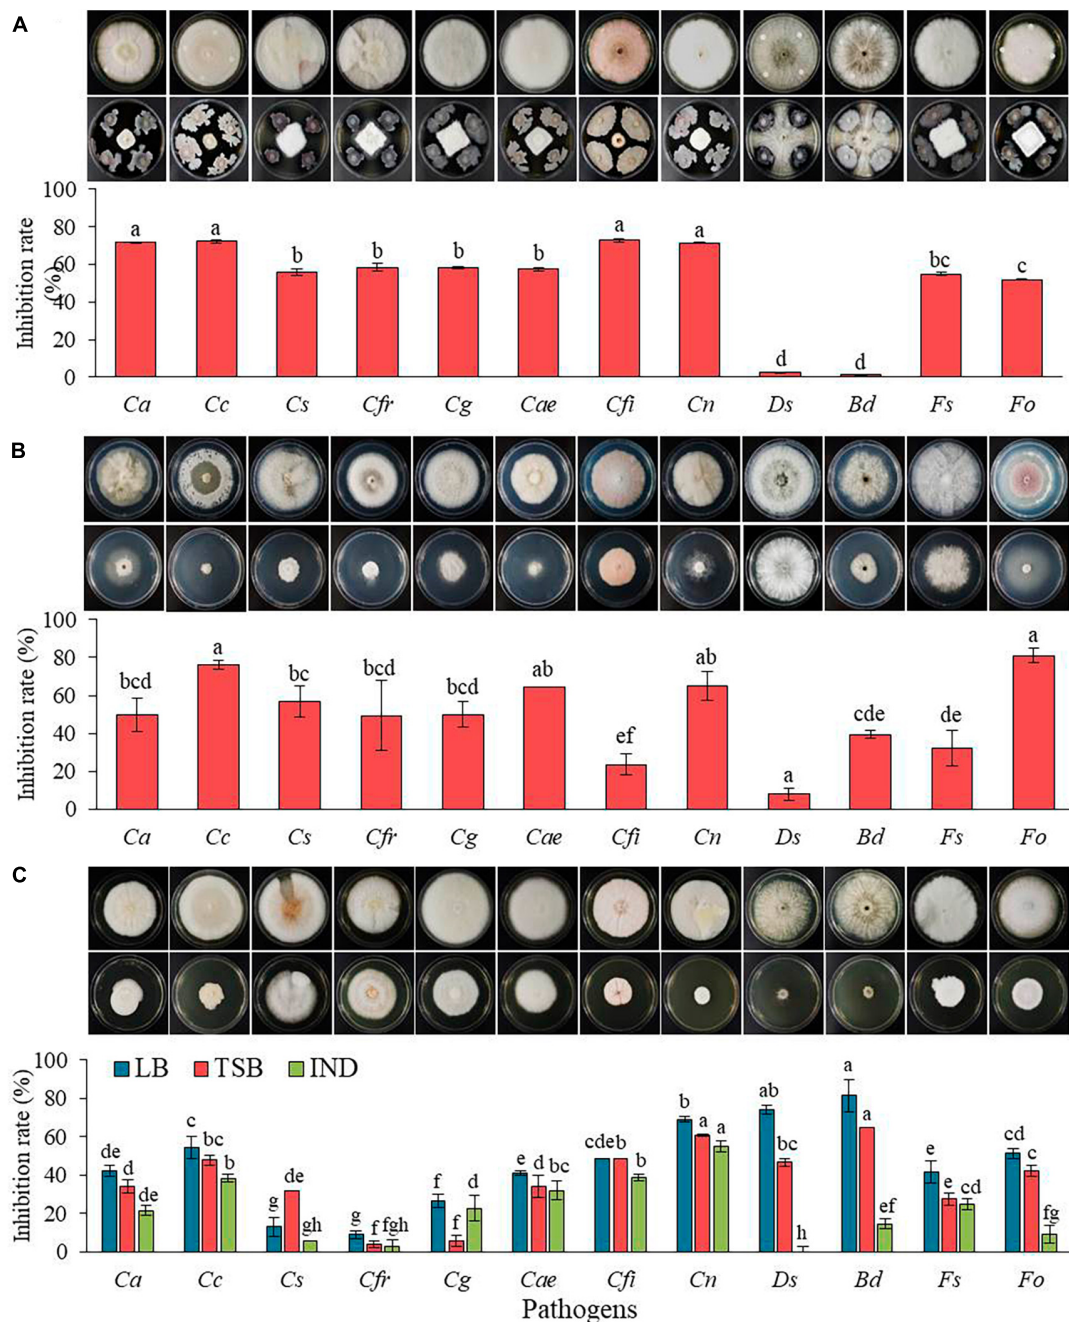 A
Inhibition rate
(%)
100
80
60
40
20
0
a a b b b b a a d d bc c
Ca Cc Cs Cfr Cg Cae Cfi Cn Ds Bd Fs Fo
B
Inhibition rate (%)
100
80
60
40
20
0
bcd a bc bcd bcd ab ef ab a cde de a
Ca Cc Cs Cfr Cg Cae Cfi Cn Ds Bd Fs Fo
C
Inhibition rate (%)
100
80
60
40
20
0
LB TSB IND
de d de c bc b g e gh g f fgh f f d e d bc cde b b b a a ab bc h a a ef e e cd cd c fg
Ca Cc Cs Cfr Cg Cae Cfi Cn Ds Bd Fs Fo
Pathogens